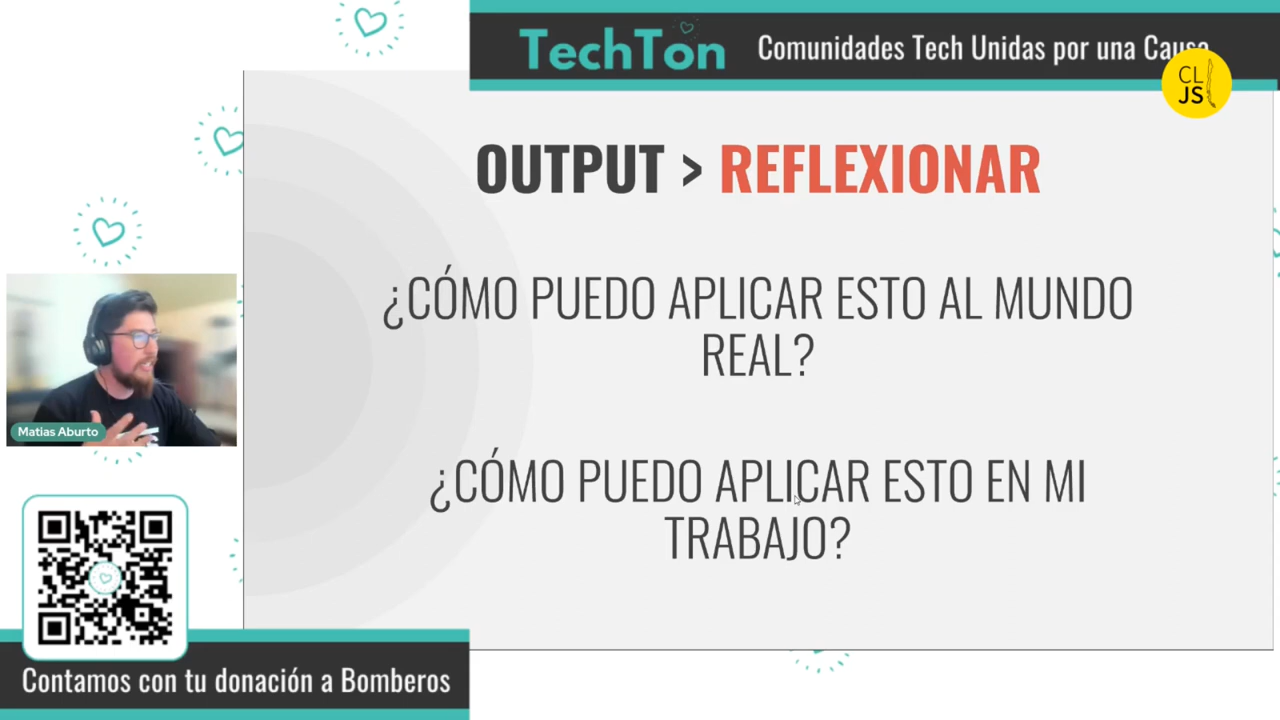 TechTon
Comunidades Tech Unidas por una Causa
CL
JS
OUTPUT > REFLEXIONAR
¿CÓMO PUEDO APLICAR ESTO AL MUNDO
REAL?
¿CÓMO PUEDO APLICAR ESTO EN MI
TRABAJO?
Matias Aburto
Contamos con tu donación a Bomberos